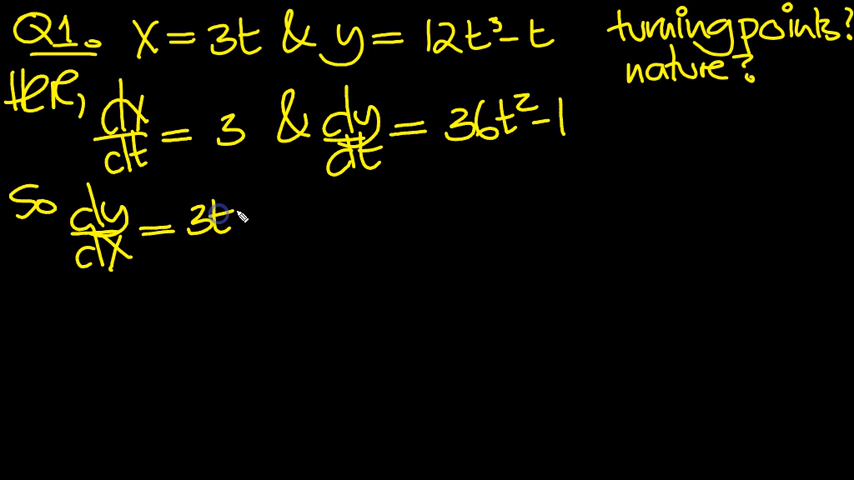 Q1. x = 3t & y = 12t³ - t
turning points?
nature?
Here, dx/dt = 3 & dy/dt = 36t² - 1
So dy/dx = 3t